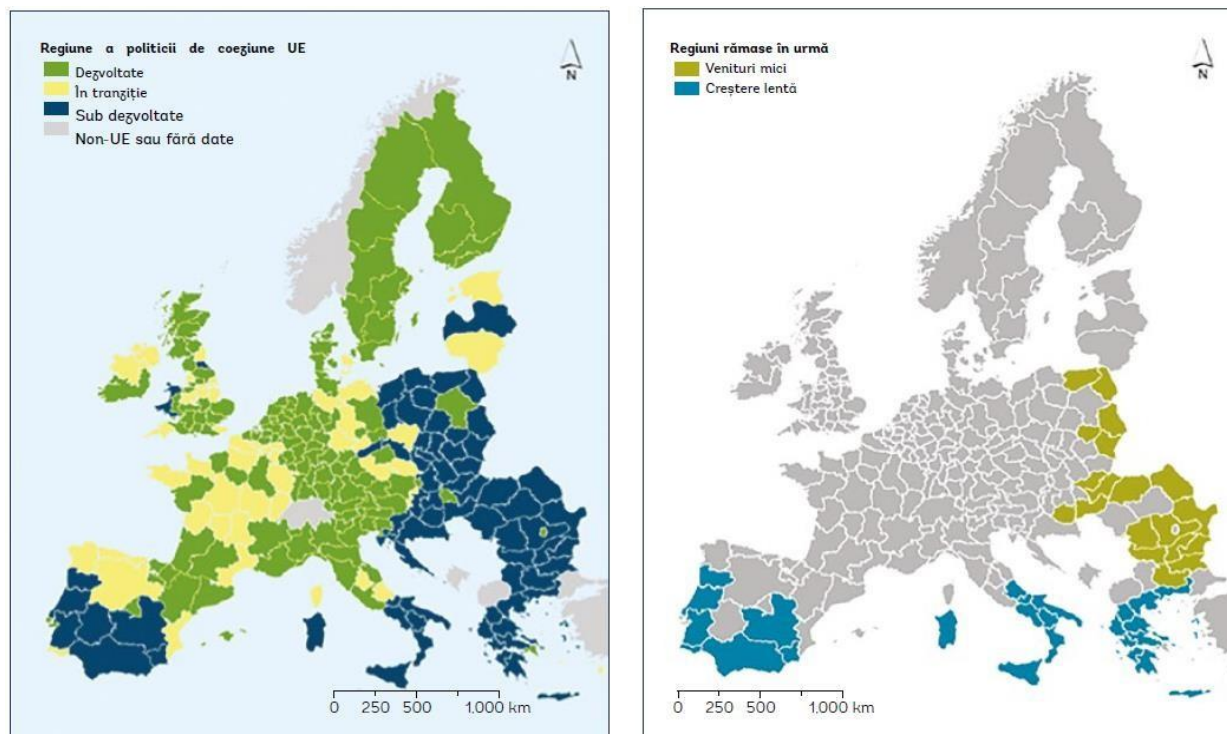 Regiune a politicii de coeziune UE
Dezvoltate
În tranziție
Sub dezvoltate
Non-UE sau fără date
N
0 250 500 1,000 km
Regiuni rămase în urmă
Venituri mici
Creștere lentă
N
0 250 500 1,000 km